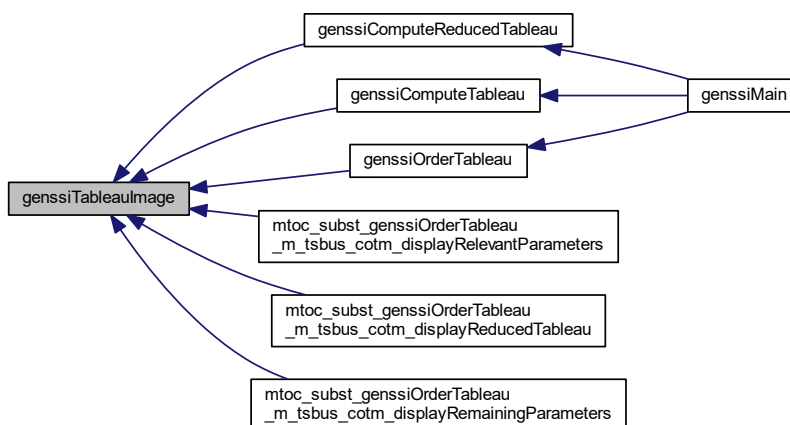 genssiComputeReducedTableau
genssiComputeTableau
genssiMain
genssiOrderTableau
genssiTableauImage
mtoc_subst_genssiOrderTableau
_m_tsbus_cotm_displayRelevantParameters
mtoc_subst_genssiOrderTableau
_m_tsbus_cotm_displayReducedTableau
mtoc_subst_genssiOrderTableau
_m_tsbus_cotm_displayRemainingParameters